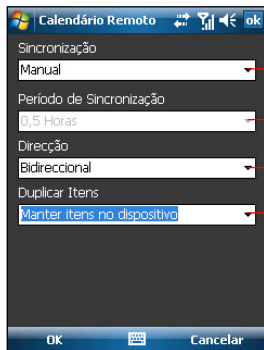 Calendário Remoto
ok
Sincronização
Manual
Período de Sincronização
0,5 Horas
Direcção
Bidireccional
Duplicar Itens
Manter itens no dispositivo
OK
Cancelar